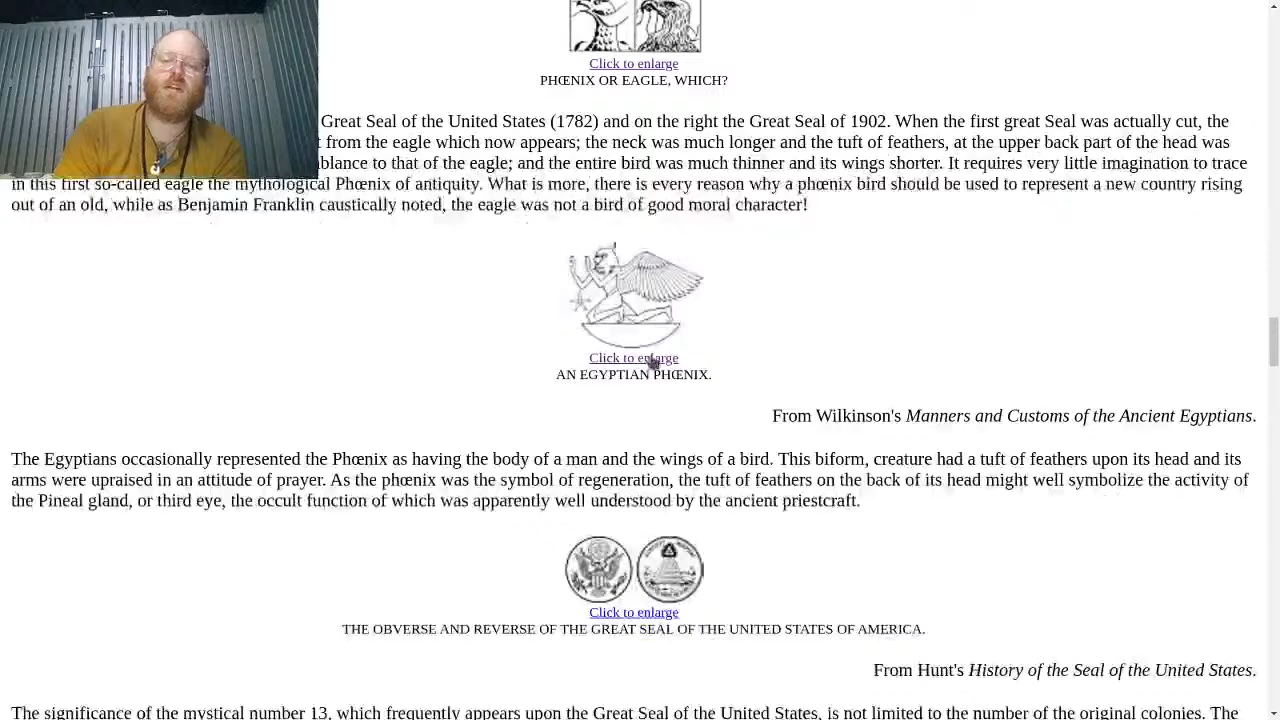 Click to enlarge
PHŒNIX OR EAGLE, WHICH?
Great Seal of the United States (1782) and on the right the Great Seal of 1902. When the first great Seal was actually cut, the
from the eagle which now appears; the neck was much longer and the tuft of feathers, at the upper back part of the head was
blance to that of the eagle; and the entire bird was much thinner and its wings shorter. It requires very little imagination to trace
in this first so-called eagle the mythological Phœnix of antiquity. What is more, there is every reason why a phœnix bird should be used to represent a new country rising
out of an old, while as Benjamin Franklin caustically noted, the eagle was not a bird of good moral character!
Click to enlarge
AN EGYPTIAN PHŒNIX.
From Wilkinson's Manners and Customs of the Ancient Egyptians.
The Egyptians occasionally represented the Phœnix as having the body of a man and the wings of a bird. This biform, creature had a tuft of feathers upon its head and its
arms were upraised in an attitude of prayer. As the phœnix was the symbol of regeneration, the tuft of feathers on the back of its head might well symbolize the activity of
the Pineal gland, or third eye, the occult function of which was apparently well understood by the ancient priestcraft.
Click to enlarge
THE OBVERSE AND REVERSE OF THE GREAT SEAL OF THE UNITED STATES OF AMERICA.
From Hunt's History of the Seal of the United States.
The significance of the mystical number 13, which frequently appears upon the Great Seal of the United States, is not limited to the number of the original colonies. The